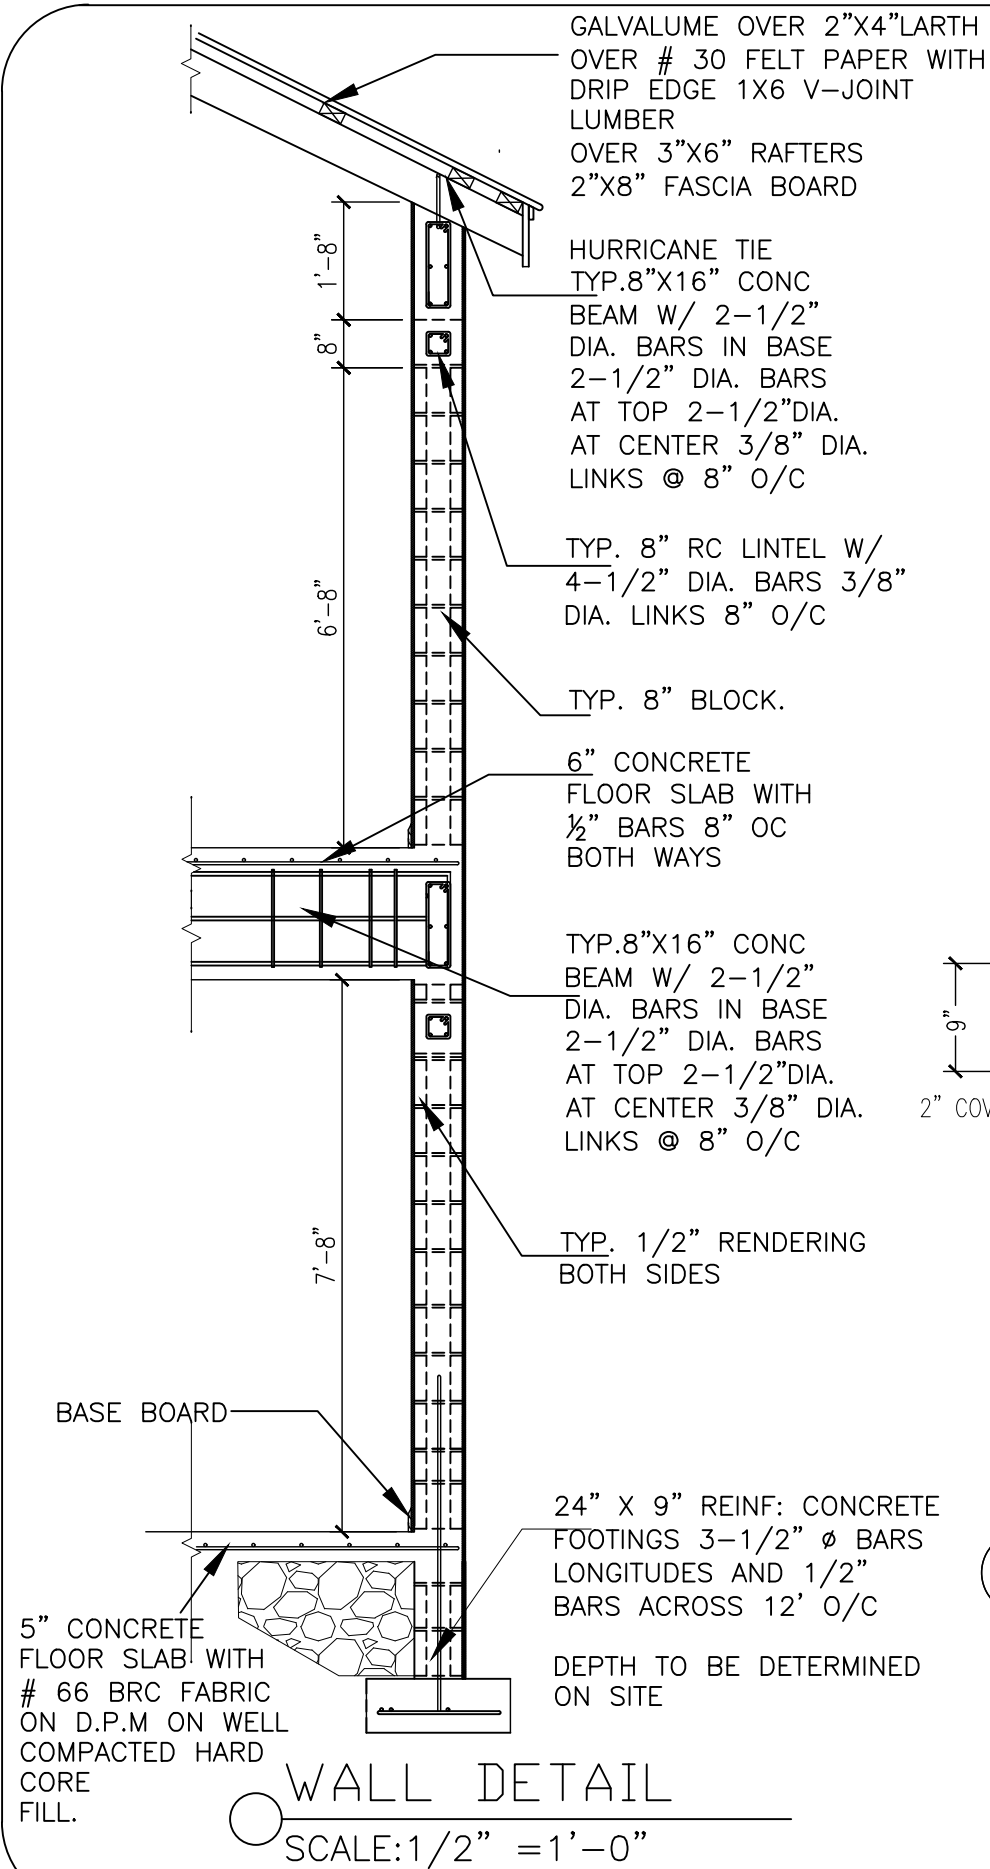 GALVALUME OVER 2"X4"LARTH
OVER # 30 FELT PAPER WITH
DRIP EDGE 1X6 V-JOINT
LUMBER
OVER 3"X6" RAFTERS
2"X8" FASCIA BOARD
HURRICANE TIE
TYP.8"X16" CONC
BEAM W/ 2-1/2"
DIA. BARS IN BASE
2-1/2" DIA. BARS
AT TOP 2-1/2"DIA.
AT CENTER 3/8" DIA.
LINKS @ 8" O/C
1'-8"
8"
6'-8"
TYP. 8" RC LINTEL W/
4-1/2" DIA. BARS 3/8"
DIA. LINKS 8" O/C
TYP. 8" BLOCK.
6" CONCRETE
FLOOR SLAB WITH
½" BARS 8" OC
BOTH WAYS
TYP.8"X16" CONC
BEAM W/ 2-1/2"
DIA. BARS IN BASE
2-1/2" DIA. BARS
AT TOP 2-1/2"DIA.
AT CENTER 3/8" DIA.
LINKS @ 8" O/C
9"
2" COV
7'-8"
TYP. 1/2" RENDERING
BOTH SIDES
BASE BOARD
24" X 9" REINF: CONCRETE
FOOTINGS 3-1/2" ø BARS
LONGITUDES AND 1/2"
BARS ACROSS 12' O/C
DEPTH TO BE DETERMINED
ON SITE
5" CONCRETE
FLOOR SLAB WITH
# 66 BRC FABRIC
ON D.P.M ON WELL
COMPACTED HARD
CORE
FILL.
WALL DETAIL
SCALE:1/2" =1'-0"